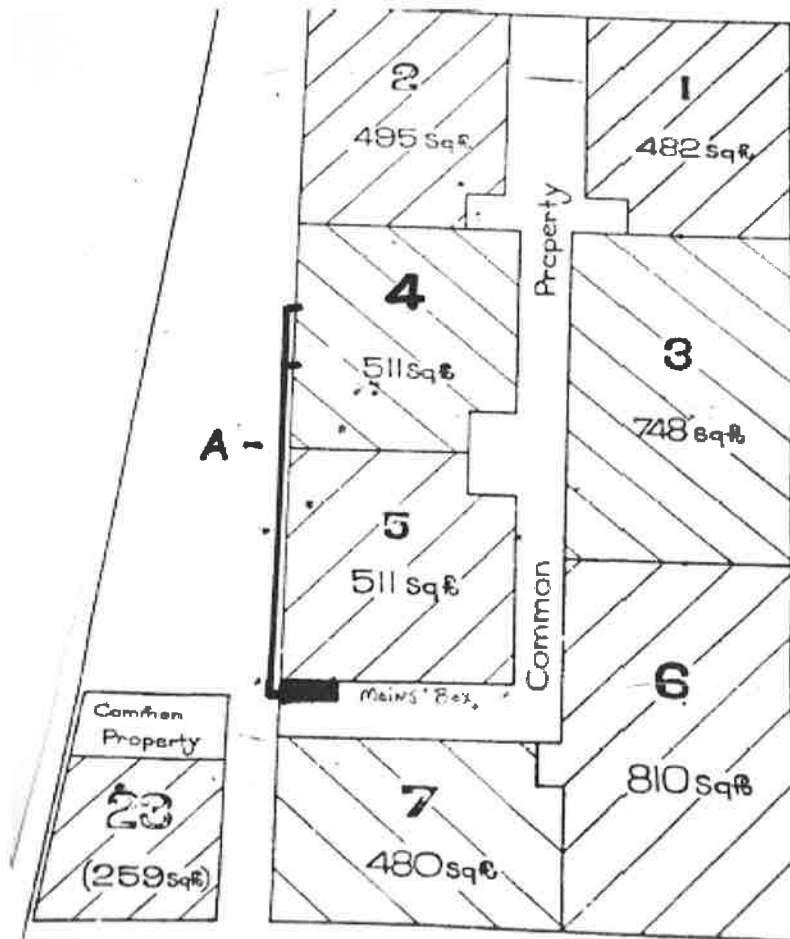 2
495 Sq ft
1
482 Sq ft
Property
4
511 Sq ft
3
748 Sq ft
A -
5
511 Sq ft
Common
6
810 Sq ft
Mains' Box.
Common
Property
23
(259 Sq ft)
7
480 Sq ft